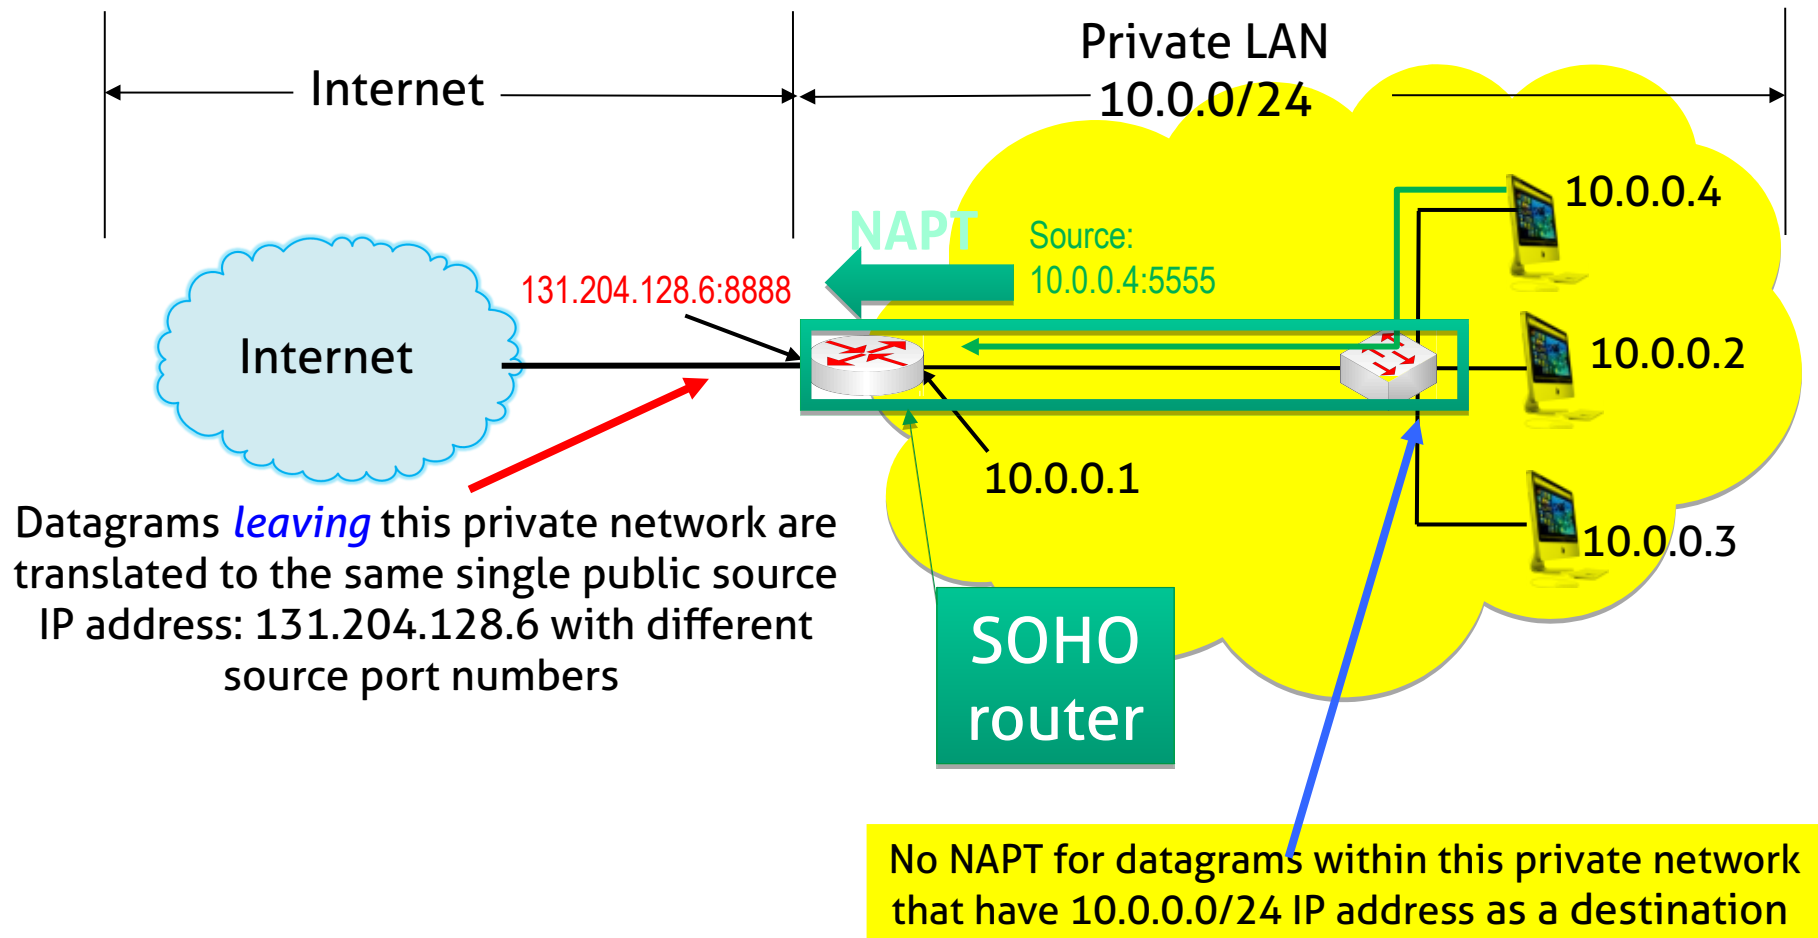 Internet
Private LAN
10.0.0/24
10.0.0.4
NAPT
Source:
10.0.0.4:5555
131.204.128.6:8888
Internet
10.0.0.2
10.0.0.1
10.0.0.3
Datagrams leaving this private network are
translated to the same single public source
IP address: 131.204.128.6 with different
source port numbers
SOHO
router
No NAPT for datagrams within this private network
that have 10.0.0.0/24 IP address as a destination